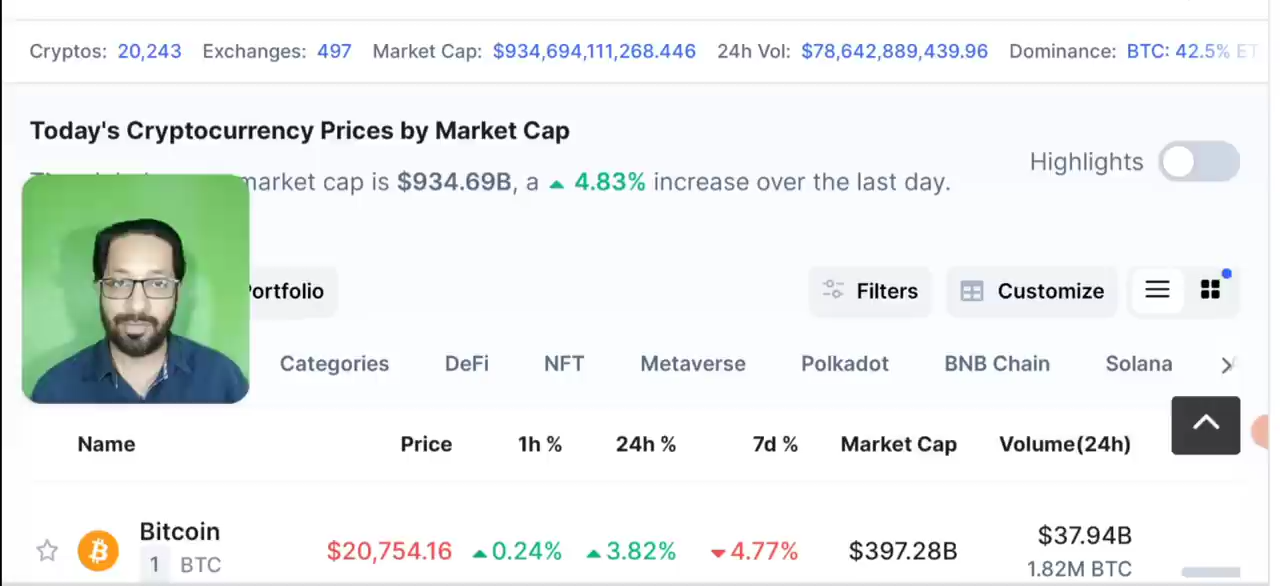 Cryptos: 20,243 Exchanges: 497 Market Cap: $934,694,111,268.446 24h Vol: $78,642,889,439.96 Dominance: BTC: 42.5% ET
Today's Cryptocurrency Prices by Market Cap
Highlights
market cap is $934.69B, a ▲ 4.83% increase over the last day.
Portfolio Filters Customize
Categories DeFi NFT Metaverse Polkadot BNB Chain Solana
Name Price 1h % 24h % 7d % Market Cap Volume(24h)
Bitcoin
1 BTC
$20,754.16 ▲0.24% ▲3.82% ▼4.77% $397.28B
$37.94B
1.82M BTC